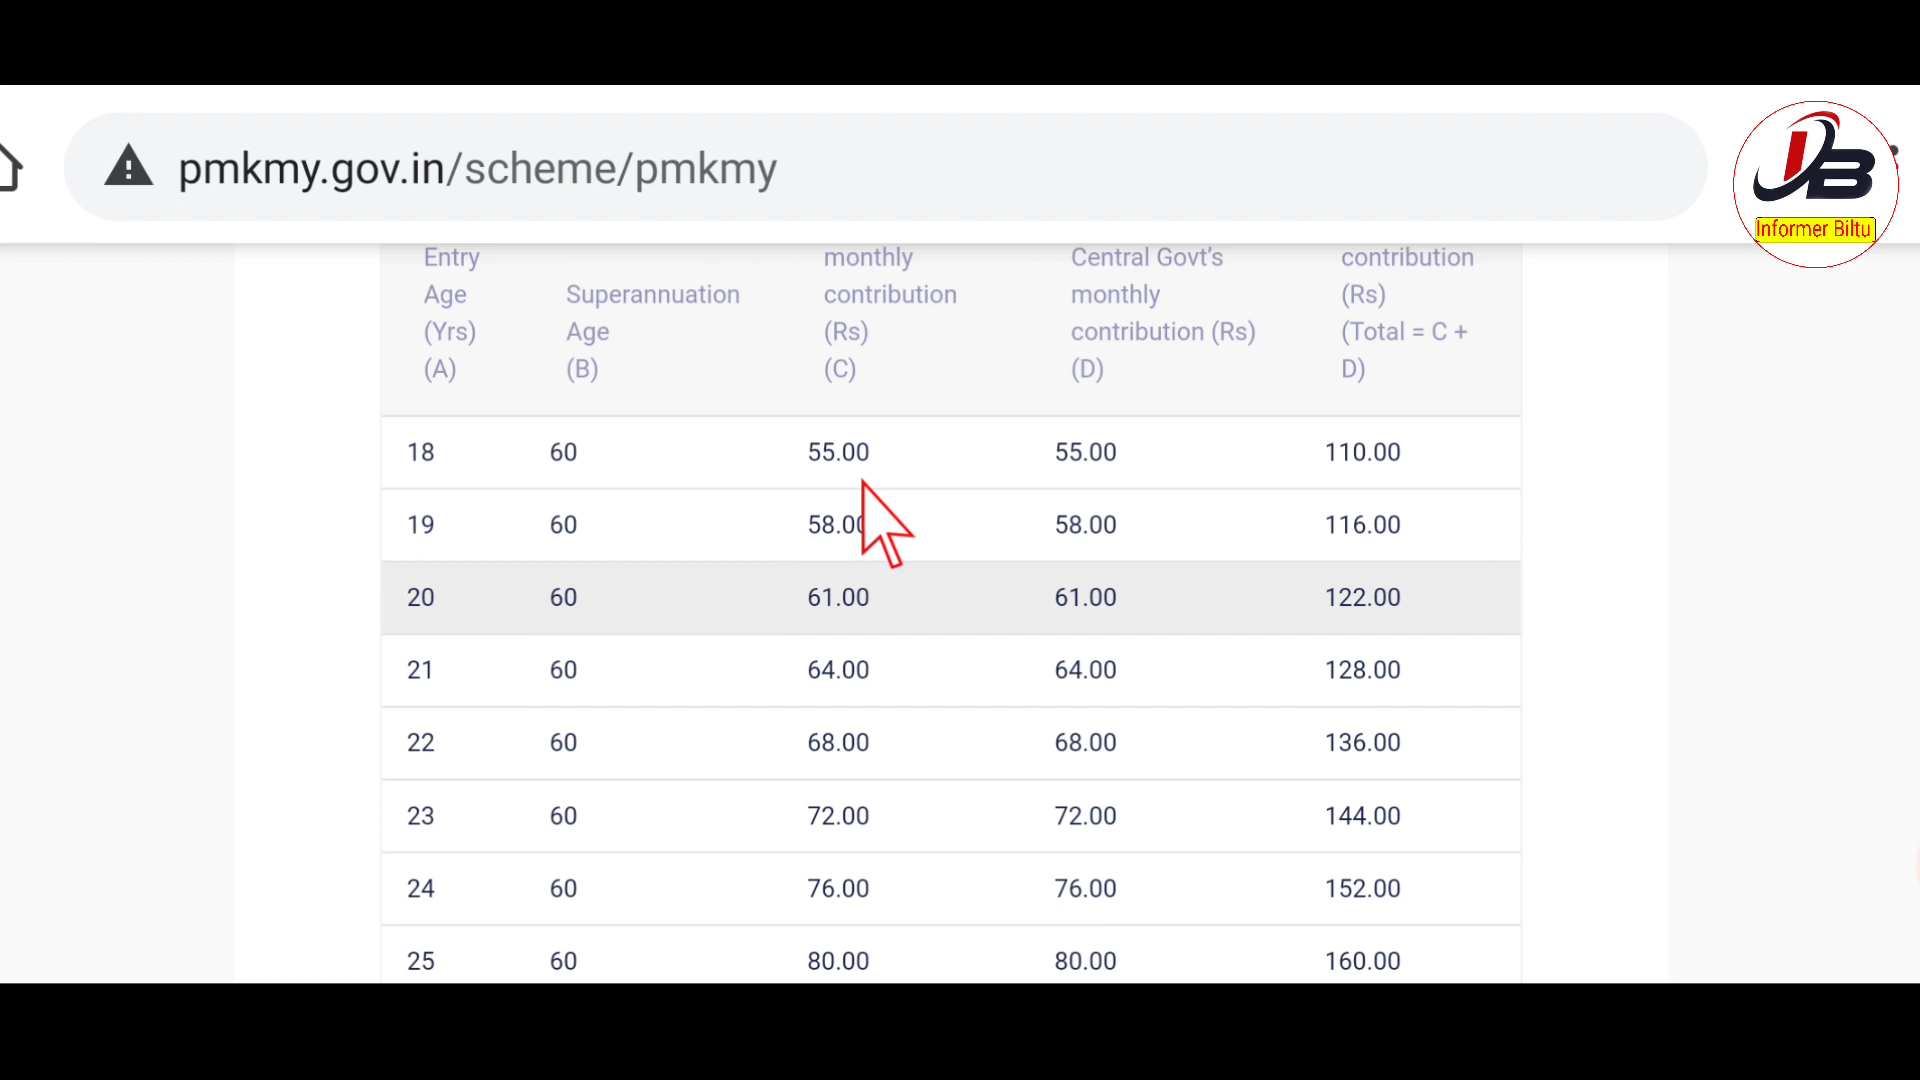 pmkmy.gov.in/scheme/pmkmy
Informer Biltu
Entry Age (Yrs) (A)
Superannuation Age (B)
monthly contribution (Rs) (C)
Central Govt's monthly contribution (Rs) (D)
contribution (Rs) (Total = C + D)
18 60 55.00 55.00 110.00
19 60 58.00 58.00 116.00
20 60 61.00 61.00 122.00
21 60 64.00 64.00 128.00
22 60 68.00 68.00 136.00
23 60 72.00 72.00 144.00
24 60 76.00 76.00 152.00
25 60 80.00 80.00 160.00